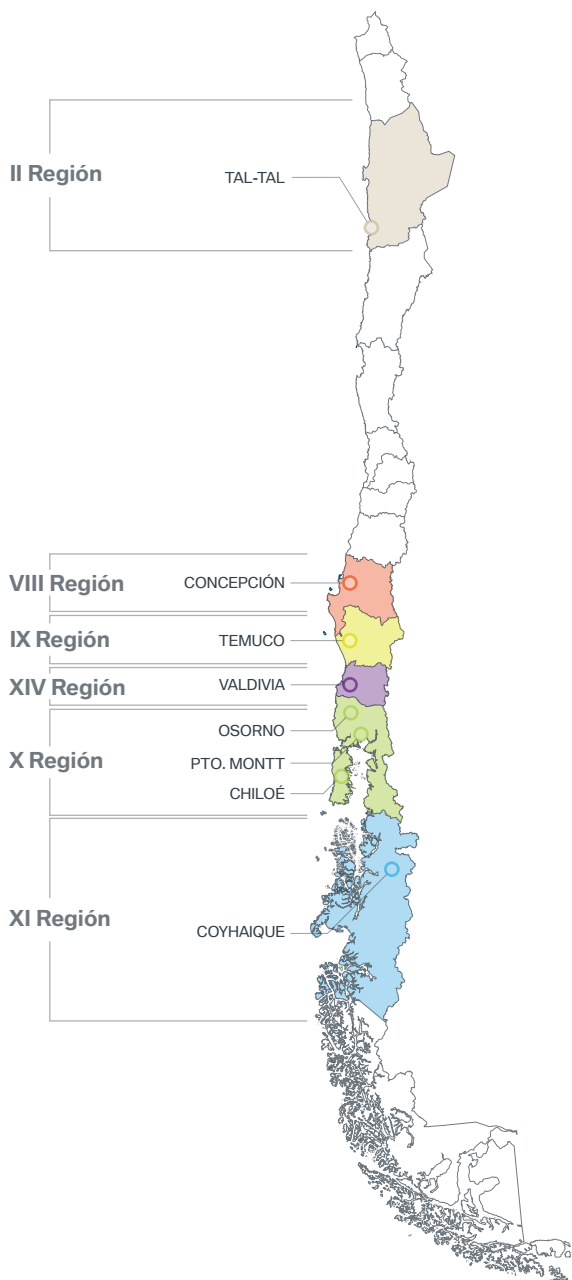 II Región
TAL-TAL
VIII Región
CONCEPCIÓN
IX Región
TEMUCO
XIV Región
VALDIVIA
OSORNO
X Región
PTO. MONTT
CHILOÉ
XI Región
COYHAIQUE